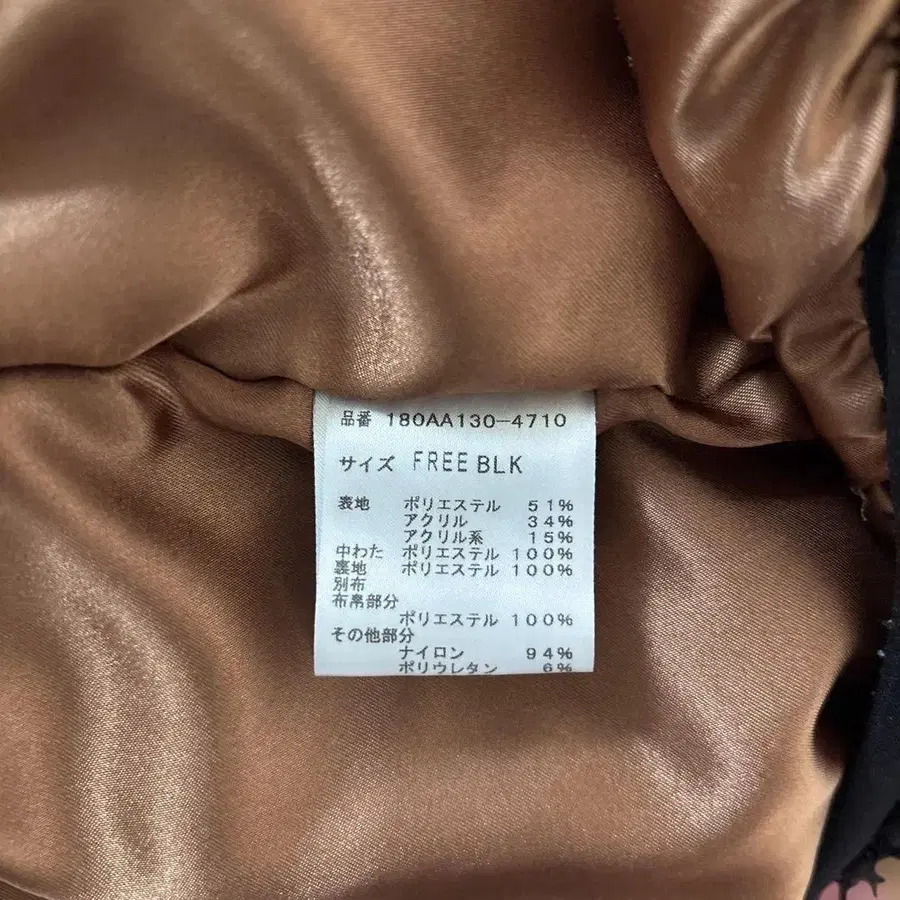 品番 180AA130-4710
サイズ FREE BLK
表地 ポリエステル 51%
アクリル 34%
アクリル系 15%
中わた ポリエステル 100%
裏地 ポリエステル 100%
別布
布帛部分
ポリエステル 100%
その他部分
ナイロン 94%
ポリウレタン 6%